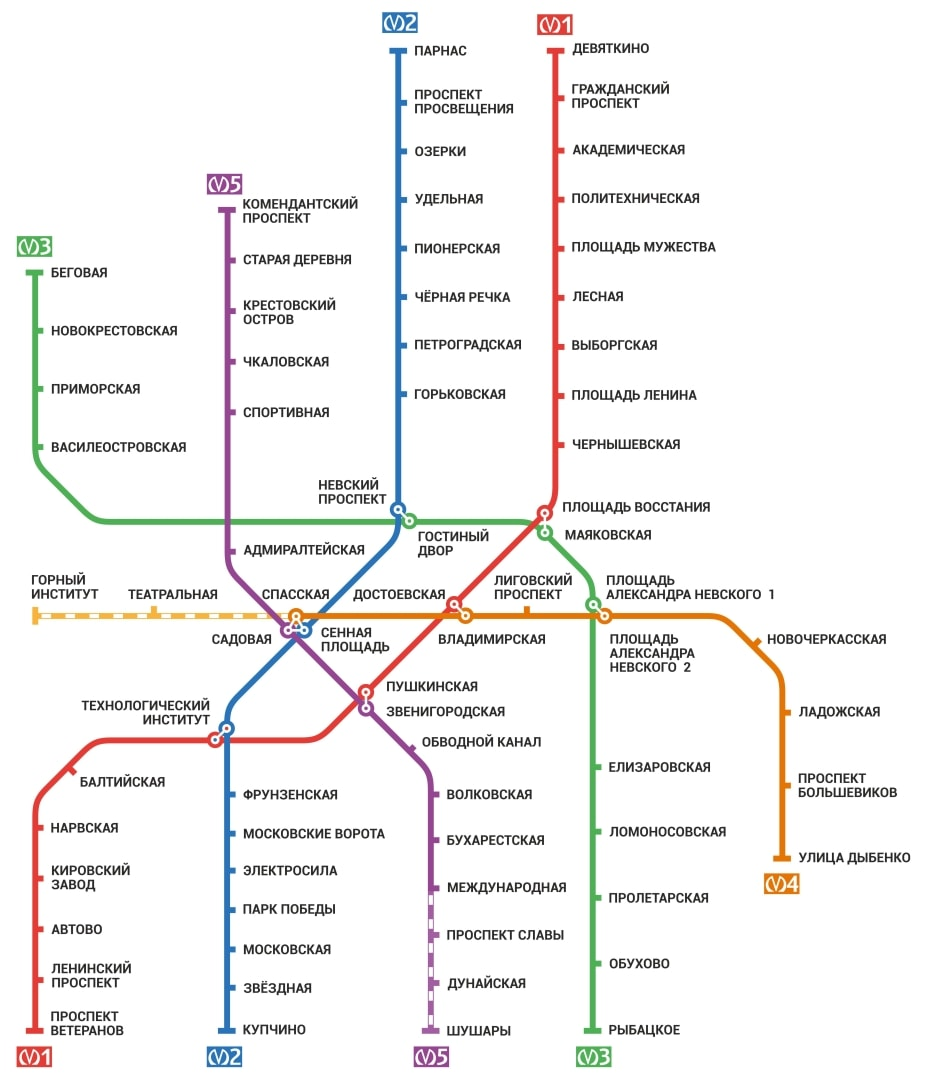 2
1
ПАРНАС
ДЕВЯТКИНО
ПРОСПЕКТ
ПРОСВЕЩЕНИЯ
ГРАЖДАНСКИЙ
ПРОСПЕКТ
ОЗЕРКИ
АКАДЕМИЧЕСКАЯ
5
КОМЕНДАНТСКИЙ
ПРОСПЕКТ
УДЕЛЬНАЯ
ПОЛИТЕХНИЧЕСКАЯ
3
БЕГОВАЯ
СТАРАЯ ДЕРЕВНЯ
ПИОНЕРСКАЯ
ПЛОЩАДЬ МУЖЕСТВА
КРЕСТОВСКИЙ
ОСТРОВ
ЧЁРНАЯ РЕЧКА
ЛЕСНАЯ
НОВОКРЕСТОВСКАЯ
ЧКАЛОВСКАЯ
ПЕТРОГРАДСКАЯ
ВЫБОРГСКАЯ
ПРИМОРСКАЯ
СПОРТИВНАЯ
ГОРЬКОВСКАЯ
ПЛОЩАДЬ ЛЕНИНА
ВАСИЛЕОСТРОВСКАЯ
ЧЕРНЫШЕВСКАЯ
НЕВСКИЙ
ПРОСПЕКТ
ПЛОЩАДЬ ВОССТАНИЯ
ГОСТИНЫЙ
ДВОР
МАЯКОВСКАЯ
АДМИРАЛТЕЙСКАЯ
ГОРНЫЙ
ИНСТИТУТ
ТЕАТРАЛЬНАЯ
СПАССКАЯ
ДОСТОЕВСКАЯ
ЛИГОВСКИЙ
ПРОСПЕКТ
ПЛОЩАДЬ
АЛЕКСАНДРА НЕВСКОГО 1
САДОВАЯ
СЕННАЯ
ПЛОЩАДЬ
ВЛАДИМИРСКАЯ
ПЛОЩАДЬ
АЛЕКСАНДРА
НЕВСКОГО 2
НОВОЧЕРКАССКАЯ
ПУШКИНСКАЯ
ЗВЕНИГОРОДСКАЯ
ЛАДОЖСКАЯ
ТЕХНОЛОГИЧЕСКИЙ
ИНСТИТУТ
ОБВОДНОЙ КАНАЛ
БАЛТИЙСКАЯ
ЕЛИЗАРОВСКАЯ
ПРОСПЕКТ
БОЛЬШЕВИКОВ
ФРУНЗЕНСКАЯ
ВОЛКОВСКАЯ
НАРВСКАЯ
МОСКОВСКИЕ ВОРОТА
БУХАРЕСТСКАЯ
ЛОМОНОСОВСКАЯ
УЛИЦА ДЫБЕНКО
4
КИРОВСКИЙ
ЗАВОД
ЭЛЕКТРОСИЛА
МЕЖДУНАРОДНАЯ
ПРОЛЕТАРСКАЯ
АВТОВО
ПАРК ПОБЕДЫ
ПРОСПЕКТ СЛАВЫ
МОСКОВСКАЯ
ОБУХОВО
ЛЕНИНСКИЙ
ПРОСПЕКТ
ЗВЁЗДНАЯ
ДУНАЙСКАЯ
ПРОСПЕКТ
ВЕТЕРАНОВ
КУПЧИНО
ШУШАРЫ
РЫБАЦКОЕ
1
2
5
3